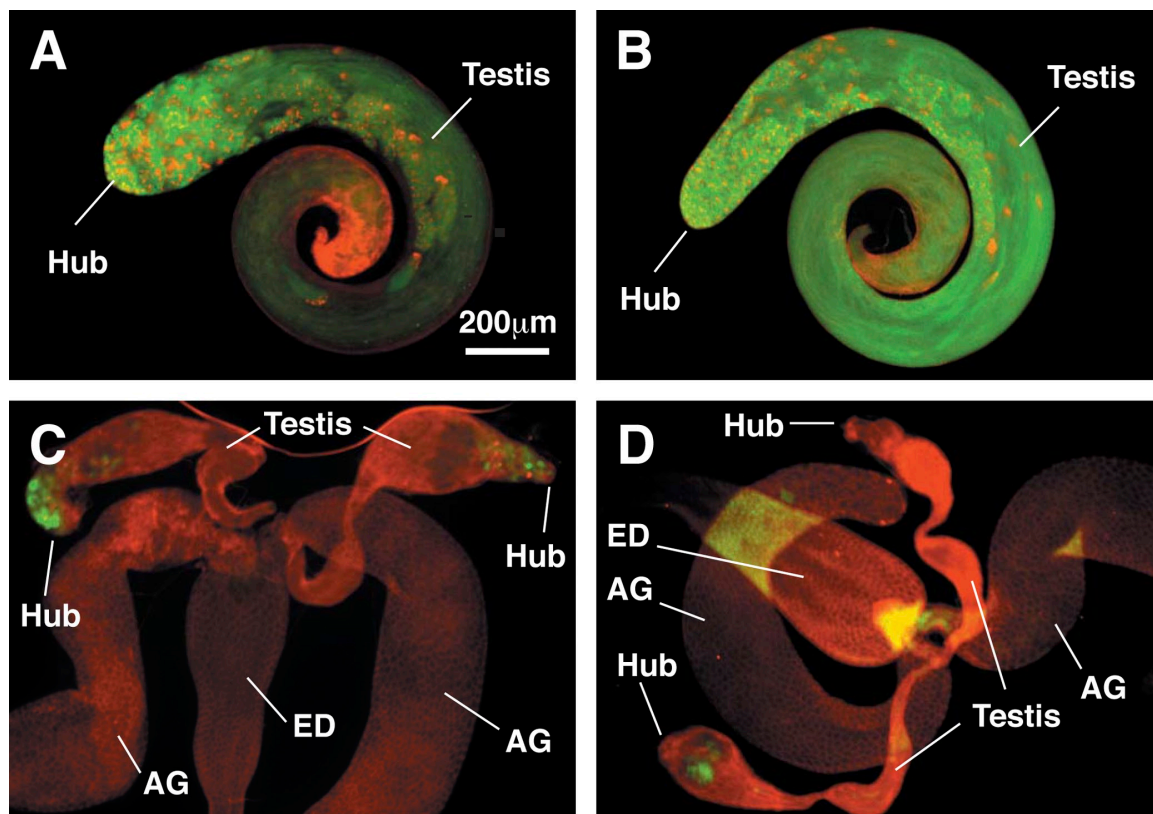 A
Testis
Hub
200μm
B
Testis
Hub
C
Testis
Hub
Hub
ED
AG
AG
D
Hub
ED
AG
Hub
AG
Testis